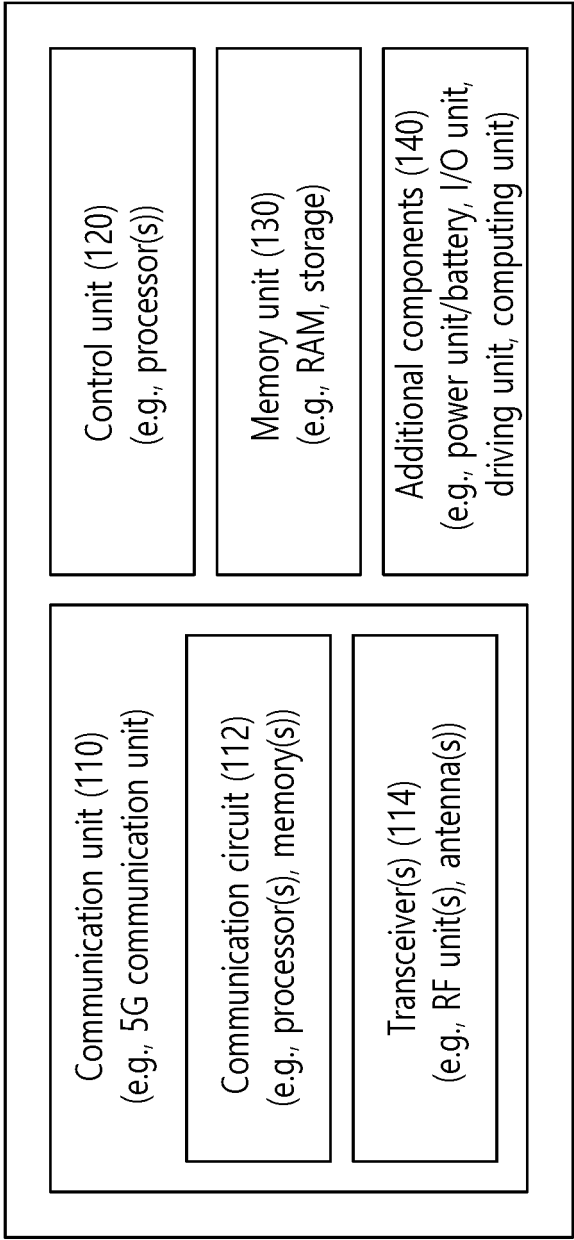 Communication unit (110)
(e.g., 5G communication unit)
Communication circuit (112)
(e.g., processor(s), memory(s))
Transceiver(s) (114)
(e.g., RF unit(s), antenna(s))
Control unit (120)
(e.g., processor(s))
Memory unit (130)
(e.g., RAM, storage)
Additional components (140)
(e.g., power unit/battery, I/O unit,
driving unit, computing unit)